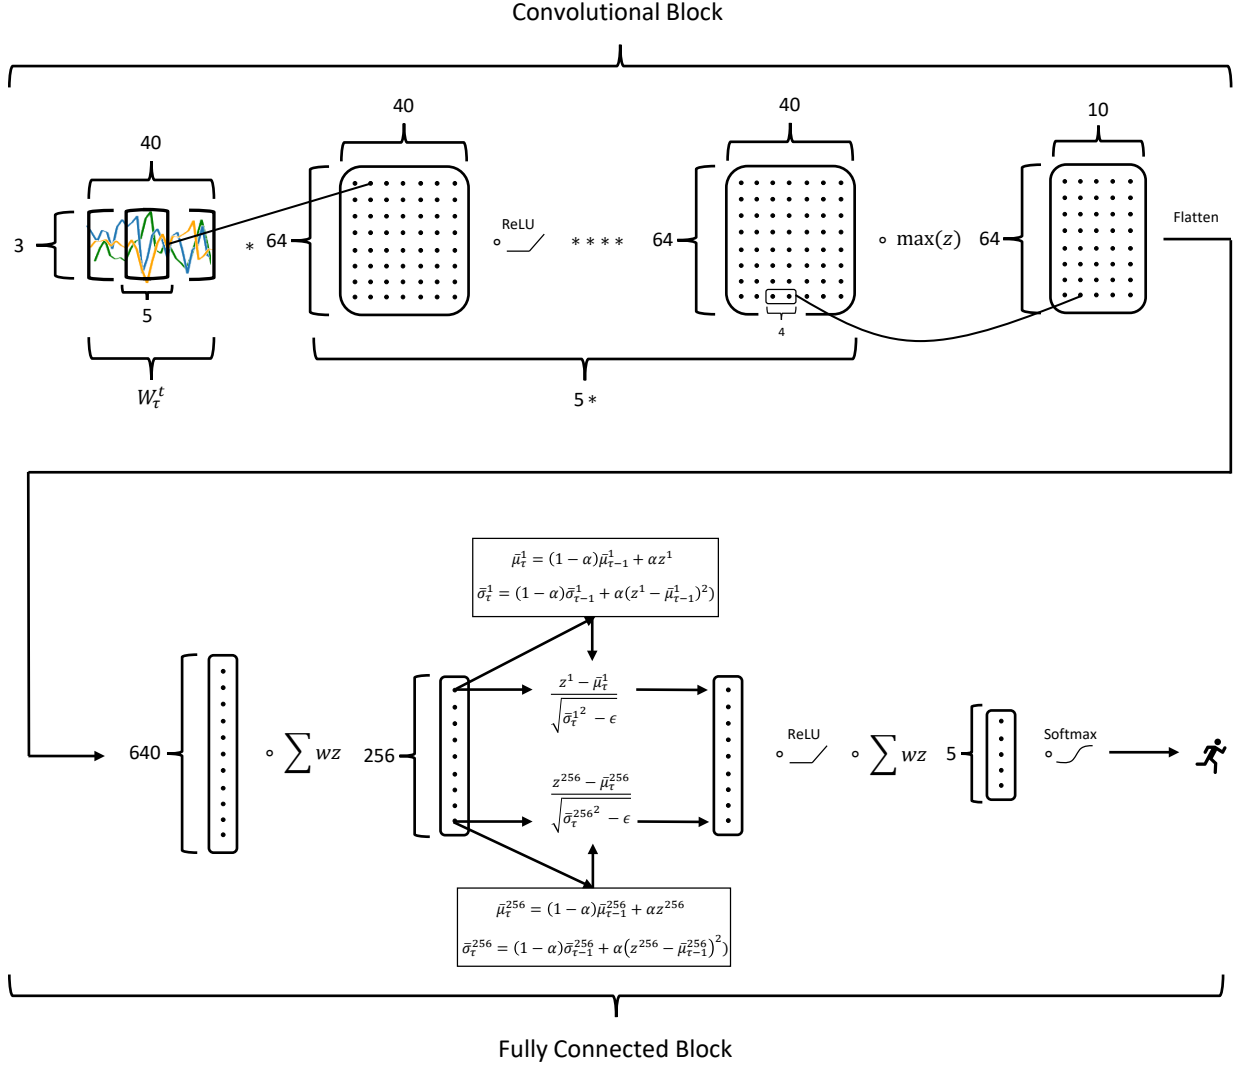 Convolutional Block
40
40
10
40
3
5
W_τ^t
*
64
∘ ReLU
* * * *
64
4
5 *
∘ max(z)
64
Flatten
μ̄_τ^1 = (1 − α)μ̄_{τ−1}^1 + αz^1
σ̄_τ^1 = (1 − α)σ̄_{τ−1}^1 + α(z^1 − μ̄_{τ−1}^1)^2)
640
∘ ∑ wz
256
z^1 − μ̄_τ^1
√(σ̄_τ^1^2 − ϵ)
z^256 − μ̄_τ^256
√(σ̄_τ^256^2 − ϵ)
∘ ReLU
∘ ∑ wz
5
∘ Softmax
μ̄_τ^256 = (1 − α)μ̄_{τ−1}^256 + αz^256
σ̄_τ^256 = (1 − α)σ̄_{τ−1}^256 + α(z^256 − μ̄_{τ−1}^256)^2)
Fully Connected Block